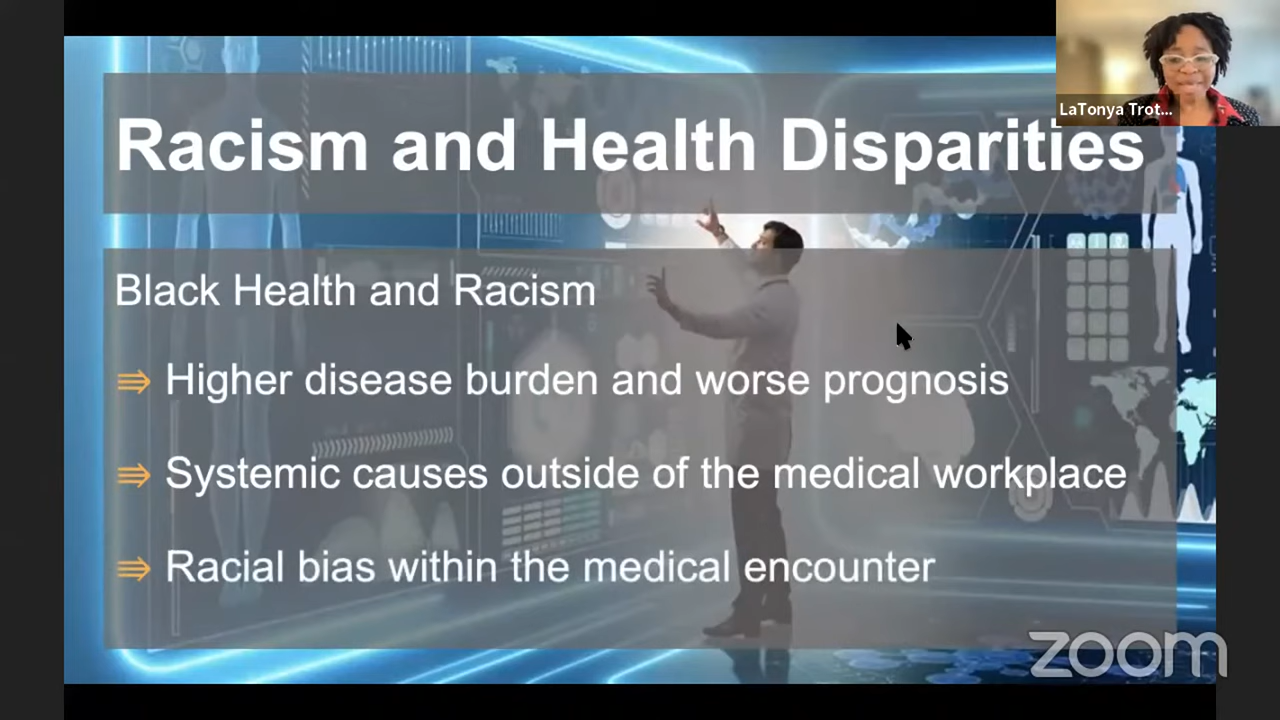 LaTonya Trot...
Racism and Health Disparities
Black Health and Racism
⇛ Higher disease burden and worse prognosis
⇛ Systemic causes outside of the medical workplace
⇛ Racial bias within the medical encounter
zoom